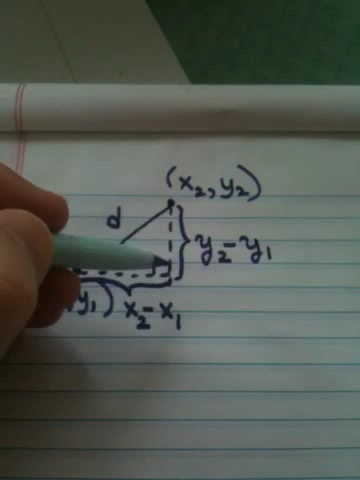 (x₂, y₂)
d
y₂-y₁
y₁) x₂-x₁